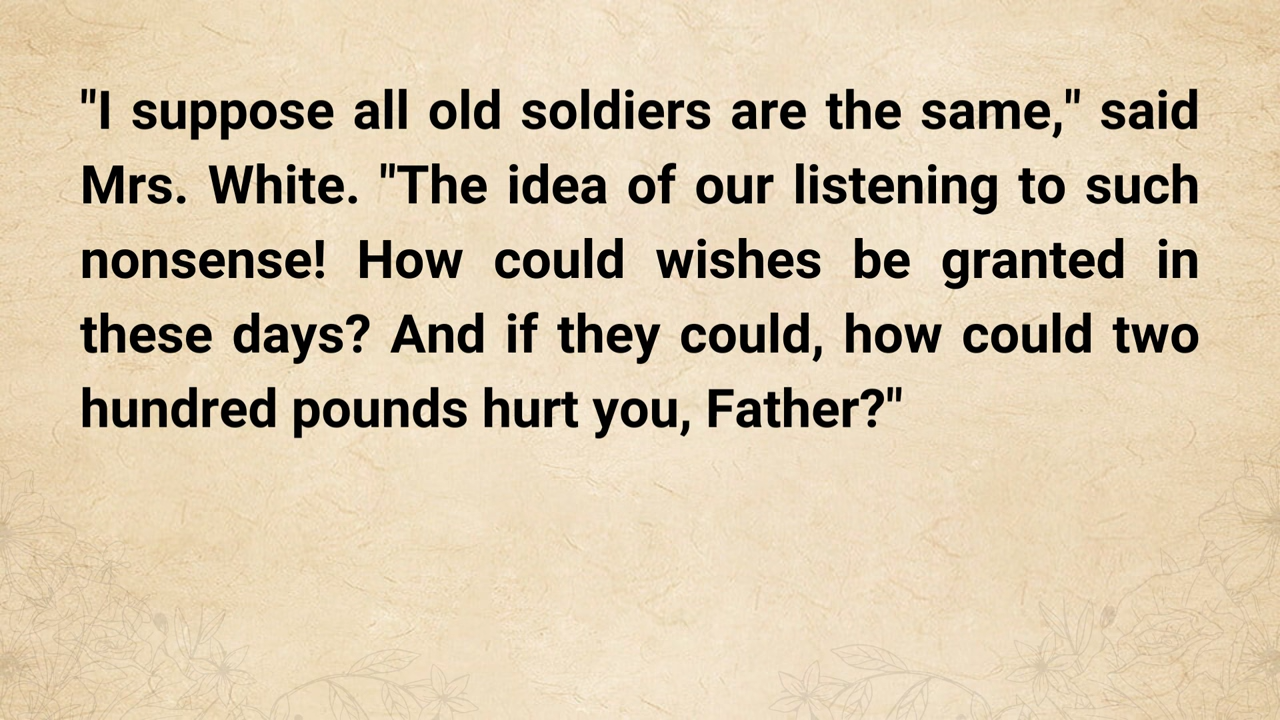 "I suppose all old soldiers are the same," said
Mrs. White. "The idea of our listening to such
nonsense! How could wishes be granted in
these days? And if they could, how could two
hundred pounds hurt you, Father?"